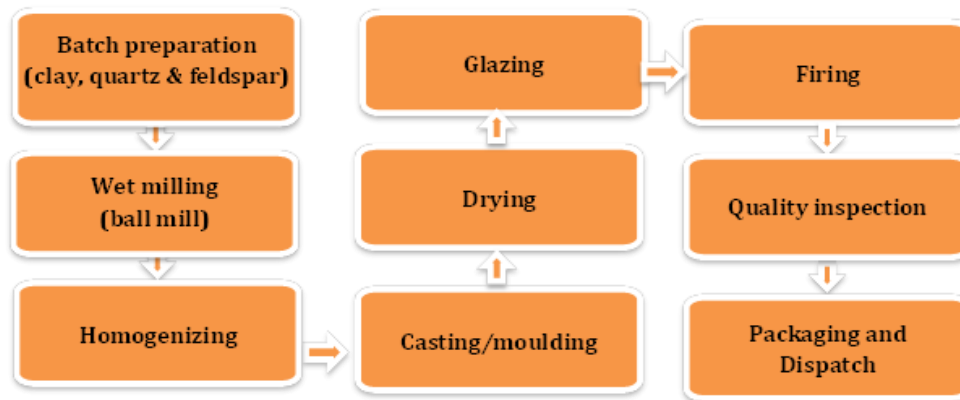 Batch preparation
(clay, quartz & feldspar)
Wet milling
(ball mill)
Homogenizing
Casting/moulding
Drying
Glazing
Firing
Quality inspection
Packaging and
Dispatch